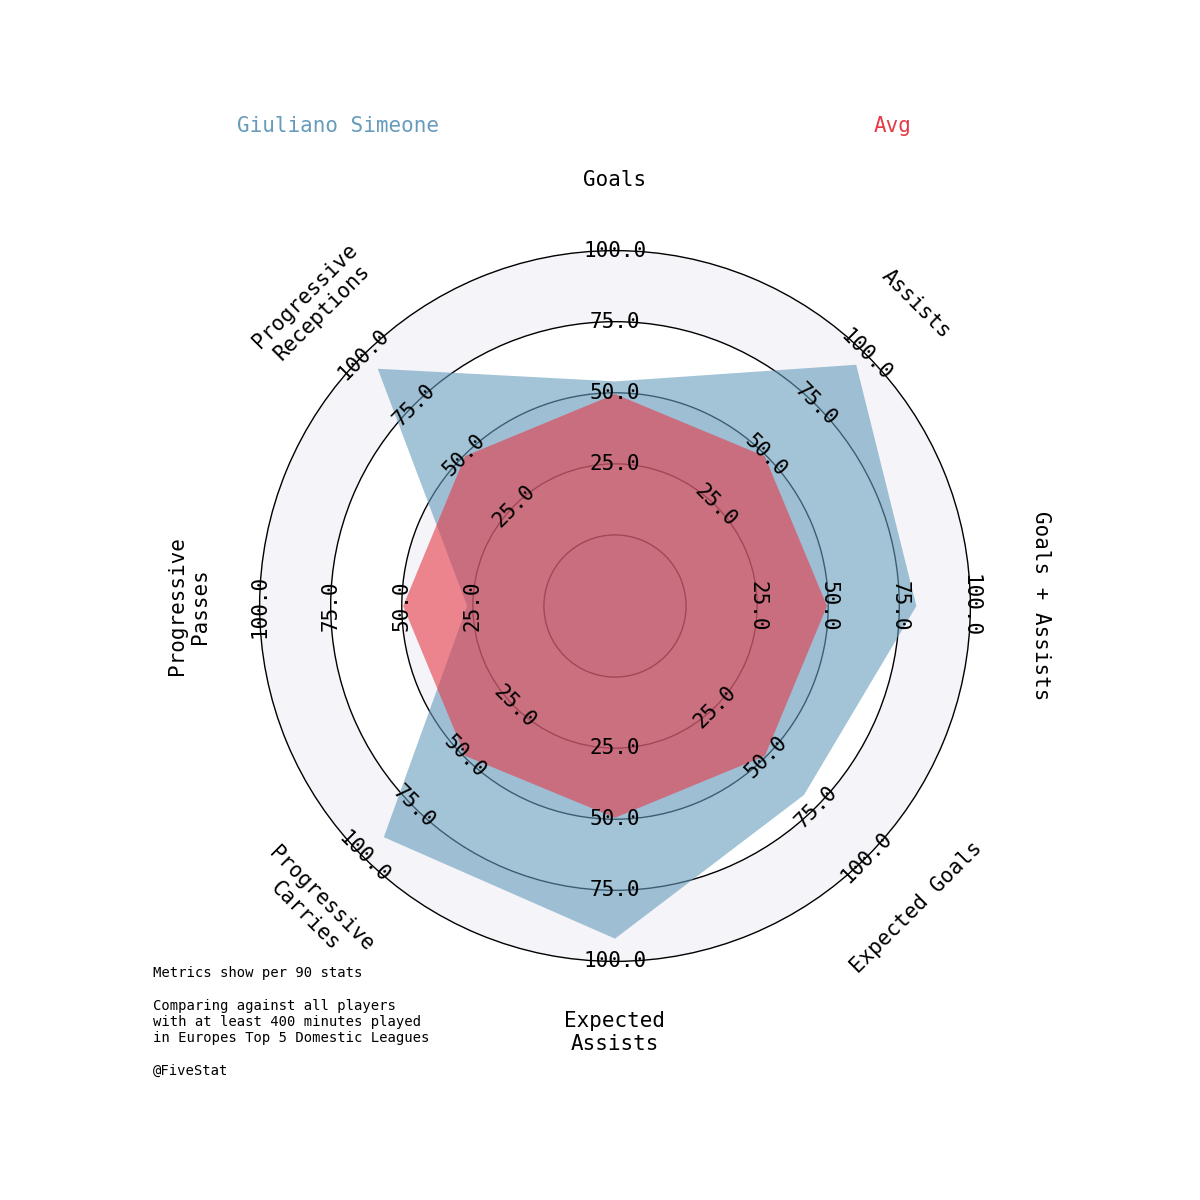 Giuliano Simeone
Avg
Goals
Assists
Goals + Assists
Expected Goals
Expected
Assists
Progressive
Carries
Progressive
Passes
Progressive
Receptions
25.0
50.0
75.0
100.0
25.0
50.0
75.0
100.0
25.0
50.0
75.0
100.0
25.0
50.0
75.0
100.0
25.0
50.0
75.0
100.0
25.0
50.0
75.0
100.0
25.0
50.0
75.0
100.0
25.0
50.0
75.0
100.0
Metrics show per 90 stats
Comparing against all players
with at least 400 minutes played
in Europes Top 5 Domestic Leagues
@FiveStat